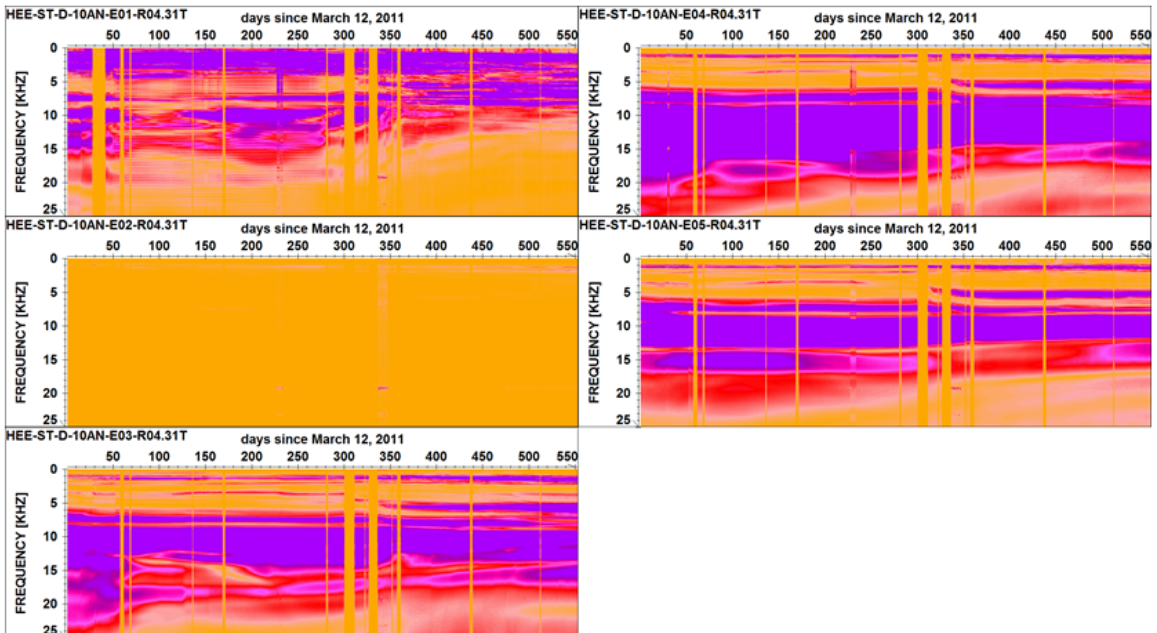 HEE-ST-D-10AN-E01-R04.31T
days since March 12, 2011
50 100 150 200 250 300 350 400 450 500 550
FREQUENCY [KHZ]
0
5
10
15
20
25
HEE-ST-D-10AN-E04-R04.31T
days since March 12, 2011
50 100 150 200 250 300 350 400 450 500 550
FREQUENCY [KHZ]
0
5
10
15
20
25
HEE-ST-D-10AN-E02-R04.31T
days since March 12, 2011
50 100 150 200 250 300 350 400 450 500 550
FREQUENCY [KHZ]
0
5
10
15
20
25
HEE-ST-D-10AN-E05-R04.31T
days since March 12, 2011
50 100 150 200 250 300 350 400 450 500 550
FREQUENCY [KHZ]
0
5
10
15
20
25
HEE-ST-D-10AN-E03-R04.31T
days since March 12, 2011
50 100 150 200 250 300 350 400 450 500 550
FREQUENCY [KHZ]
0
5
10
15
20
25